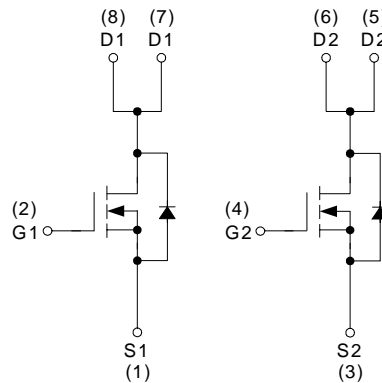 (8) (7)
D1 D1
(6) (5)
D2 D2
(2)
G1
(4)
G2
S1
(1)
S2
(3)